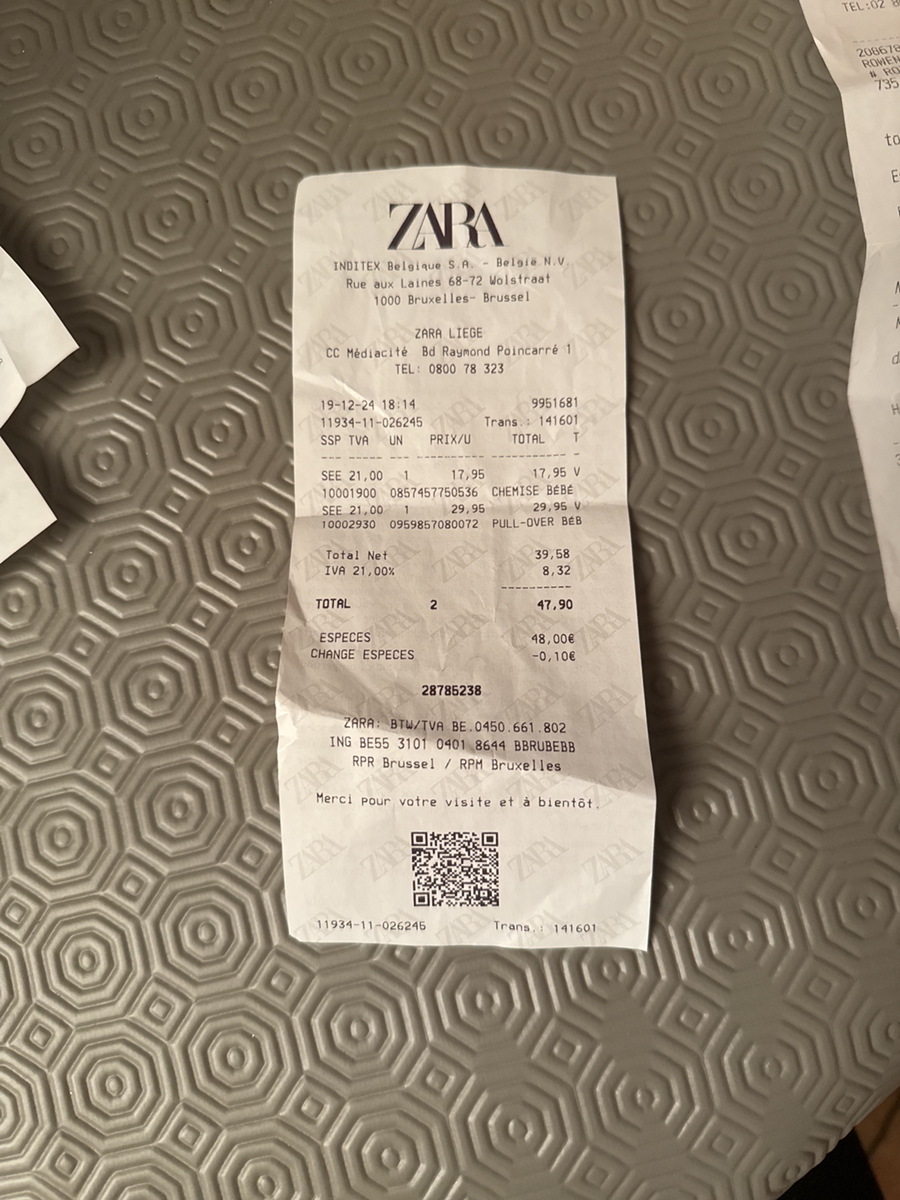 ZARA
INDITEX Belgique S.A. - België N.V.
Rue aux Laines 68-72 Wolstraat
1000 Bruxelles- Brussel
ZARA LIEGE
CC Médiacité Bd Raymond Poincarré 1
TEL: 0800 78 323
19-12-24 18:14 9951681
11934-11-026245 Trans.: 141601
SSP TVA UN PRIX/U TOTAL T
--- ---- --- ---------- ----------- -
SEE 21,00 1 17,95 17,95 V
10001900 0857457750536 CHEMISE BÉBÉ
SEE 21,00 1 29,95 29,95 V
10002930 0959857080072 PULL-OVER BÉB
Total Net 39,58
IVA 21,00% 8,32
-----------
TOTAL 2 47,90
ESPECES 48,00€
CHANGE ESPECES -0,10€
28785238
ZARA: BTW/TVA BE.0450.661.802
ING BE55 3101 0401 8644 BBRUBEBB
RPR Brussel / RPM Bruxelles
Merci pour votre visite et à bientôt.
11934-11-026245 Trans.: 141601
TEL:02